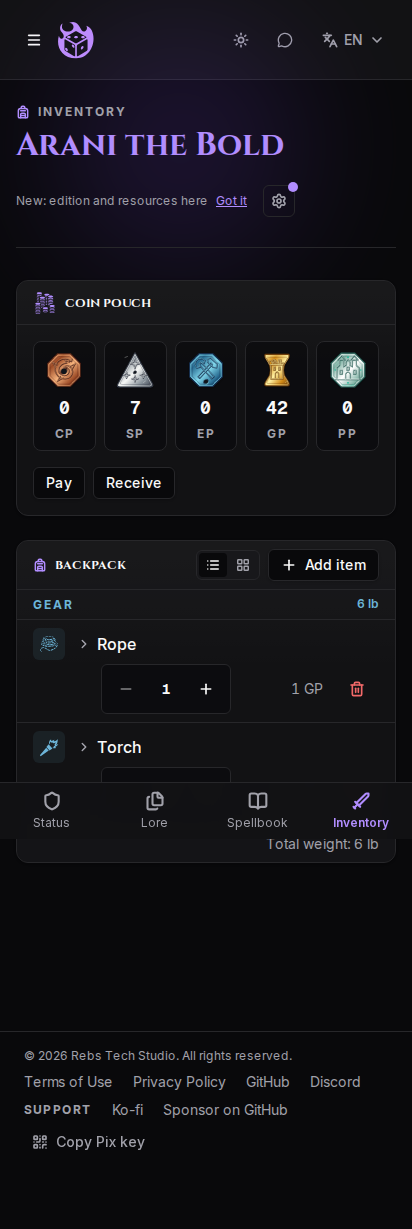 EN
INVENTORY
Arani the Bold
New: edition and resources here Got it
Coin Pouch
0 7 0 42 0
CP SP EP GP PP
Pay Receive
Backpack Add item
GEAR 6 lb
Rope
1 1 GP
Torch
Status Lore Spellbook Inventory
Total weight: 6 lb
© 2026 Rebs Tech Studio. All rights reserved.
Terms of Use Privacy Policy GitHub Discord
SUPPORT Ko-fi Sponsor on GitHub
Copy Pix key